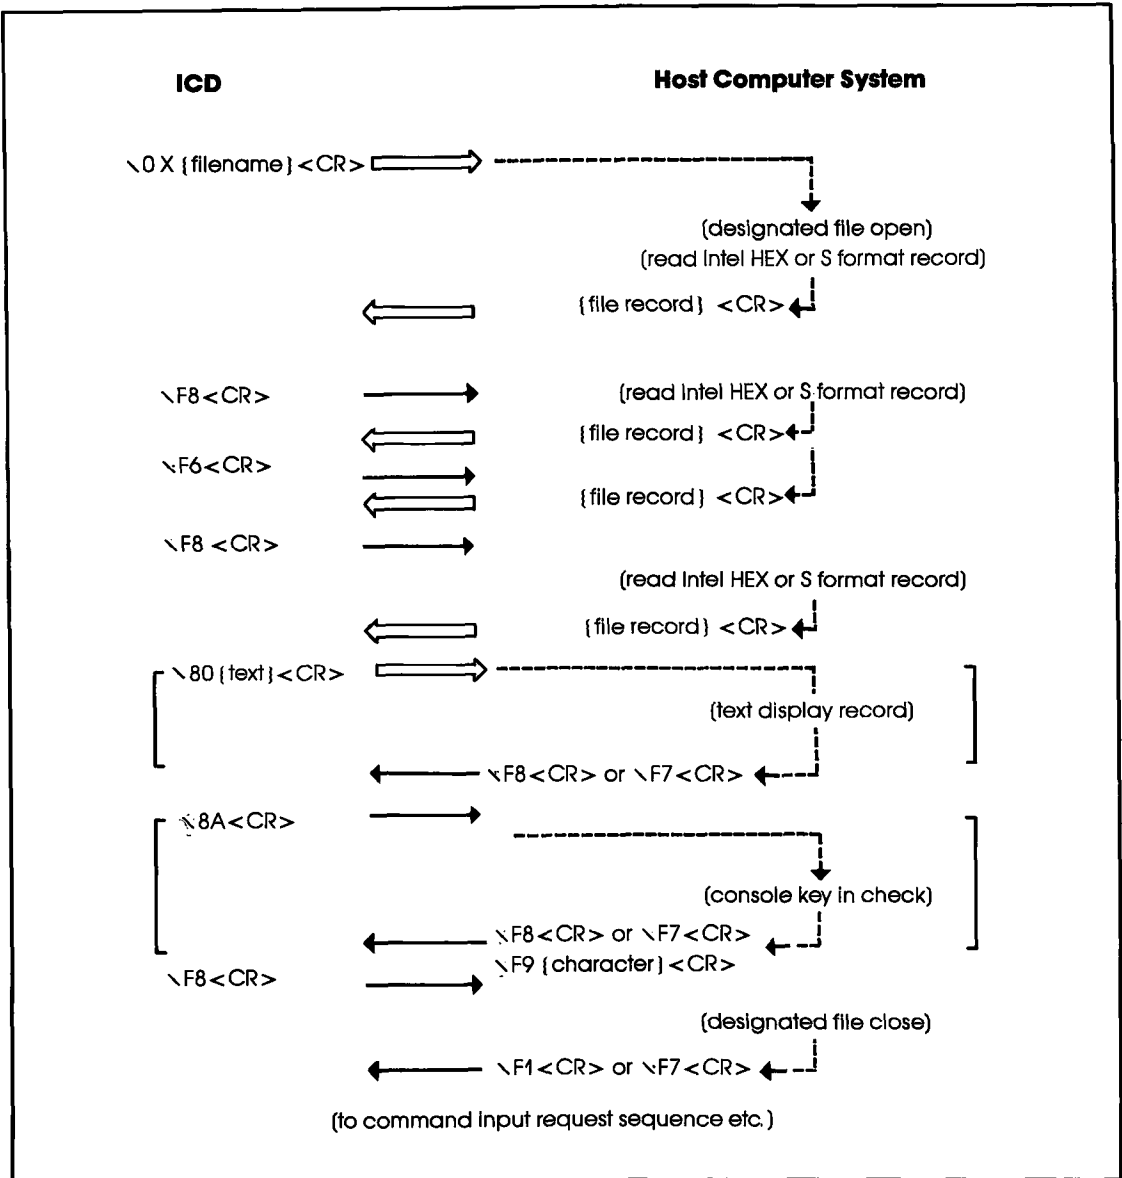 ICD Host Computer System
\0 X {filename}<CR>
(designated file open)
(read Intel HEX or S format record)
{file record} <CR>
\F8<CR> (read Intel HEX or S format record)
{file record} <CR>
\F6<CR>
{file record} <CR>
\F8 <CR>
(read Intel HEX or S format record)
{file record} <CR>
\80 {text}<CR>
(text display record)
\F8<CR> or \F7<CR>
\8A<CR>
(console key in check)
\F8<CR> or \F7<CR>
\F9 {character}<CR>
\F8<CR>
(designated file close)
\F1<CR> or \F7<CR>
(to command input request sequence etc.)